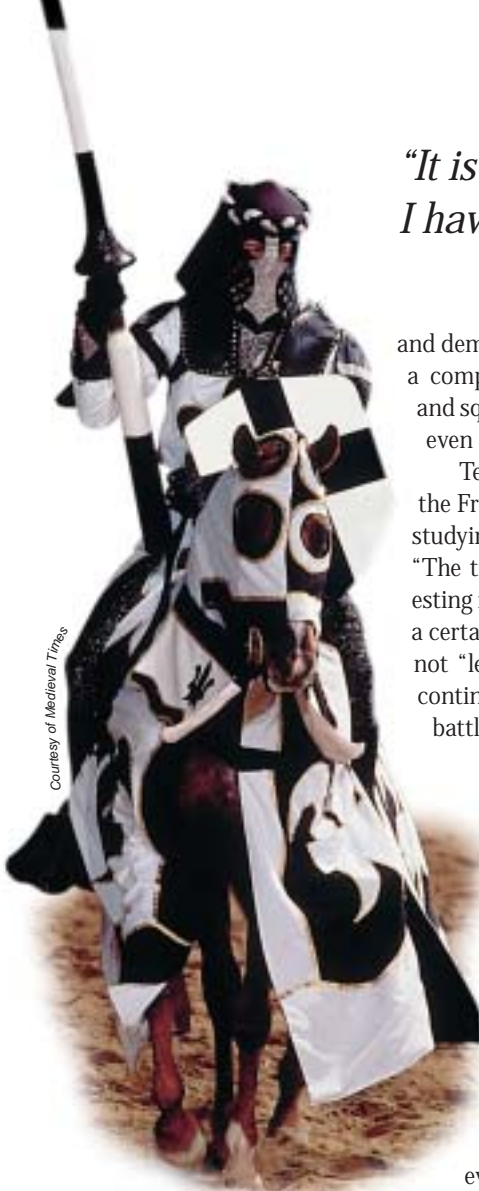 “It is
I hav
and dem
a comp
and sq
even
Te
the Fr
studyin
“The t
esting
a certa
not “le
contin
battl
Courtesy of Medieval Times
ev